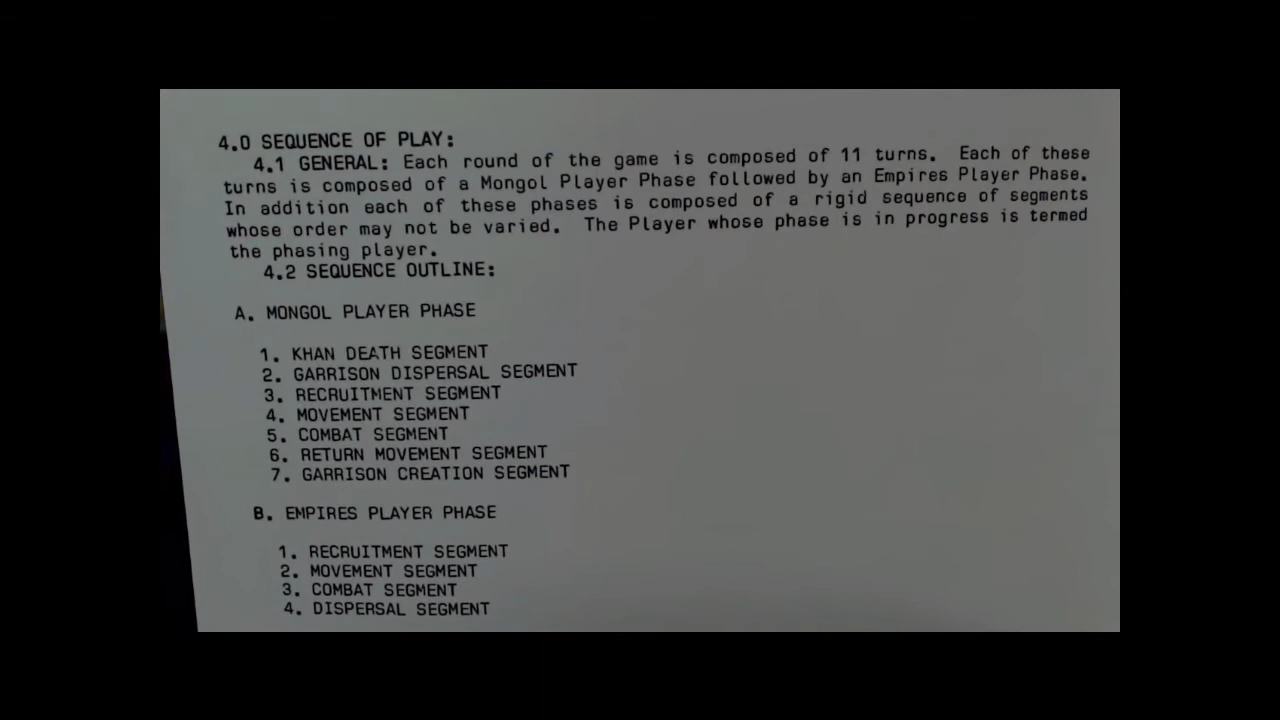 4.0 SEQUENCE OF PLAY:
4.1 GENERAL: Each round of the game is composed of 11 turns. Each of these
turns is composed of a Mongol Player Phase followed by an Empires Player Phase.
In addition each of these phases is composed of a rigid sequence of segments
whose order may not be varied. The Player whose phase is in progress is termed
the phasing player.
4.2 SEQUENCE OUTLINE:
A. MONGOL PLAYER PHASE
1. KHAN DEATH SEGMENT
2. GARRISON DISPERSAL SEGMENT
3. RECRUITMENT SEGMENT
4. MOVEMENT SEGMENT
5. COMBAT SEGMENT
6. RETURN MOVEMENT SEGMENT
7. GARRISON CREATION SEGMENT
B. EMPIRES PLAYER PHASE
1. RECRUITMENT SEGMENT
2. MOVEMENT SEGMENT
3. COMBAT SEGMENT
4. DISPERSAL SEGMENT